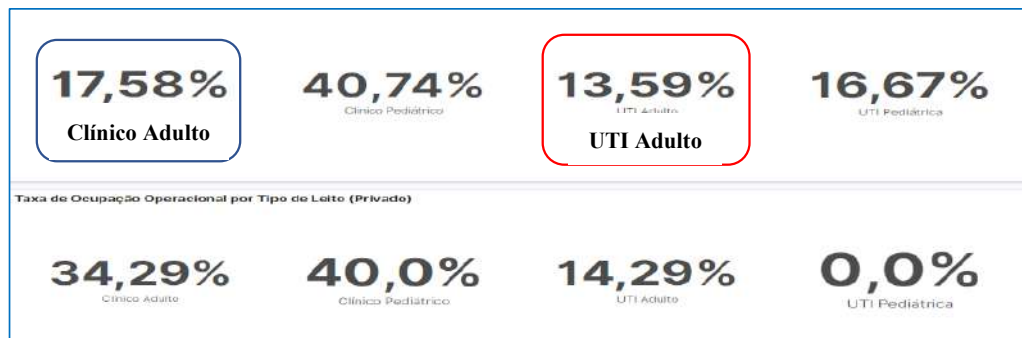 17,58% 40,74% 13,59% 16,67%
Clínico Pediátrico UTI Adulto UTI Pediátrica
Clínico Adulto UTI Adulto
Taxa de Ocupação Operacional por Tipo de Leito (Privado)
34,29% 40,0% 14,29% 0,0%
Clínico Adulto Clínico Pediátrico UTI Adulto UTI Pediátrica